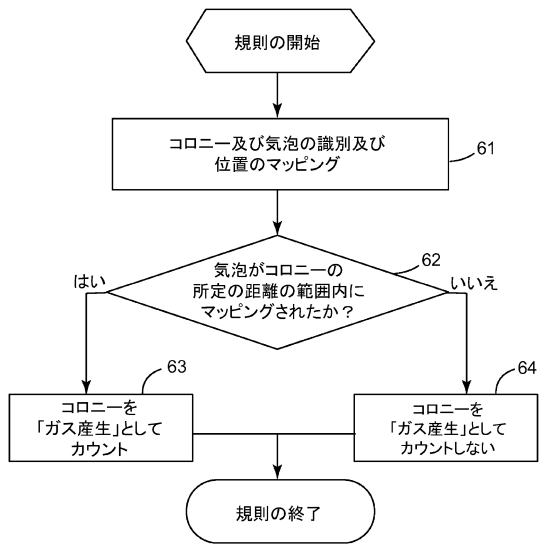 規則の開始
コロニー及び気泡の識別及び
位置のマッピング
61
気泡がコロニーの
所定の距離の範囲内に
マッピングされたか？
62
はい
いいえ
63
コロニーを
「ガス産生」として
カウント
64
コロニーを
「ガス産生」として
カウントしない
規則の終了